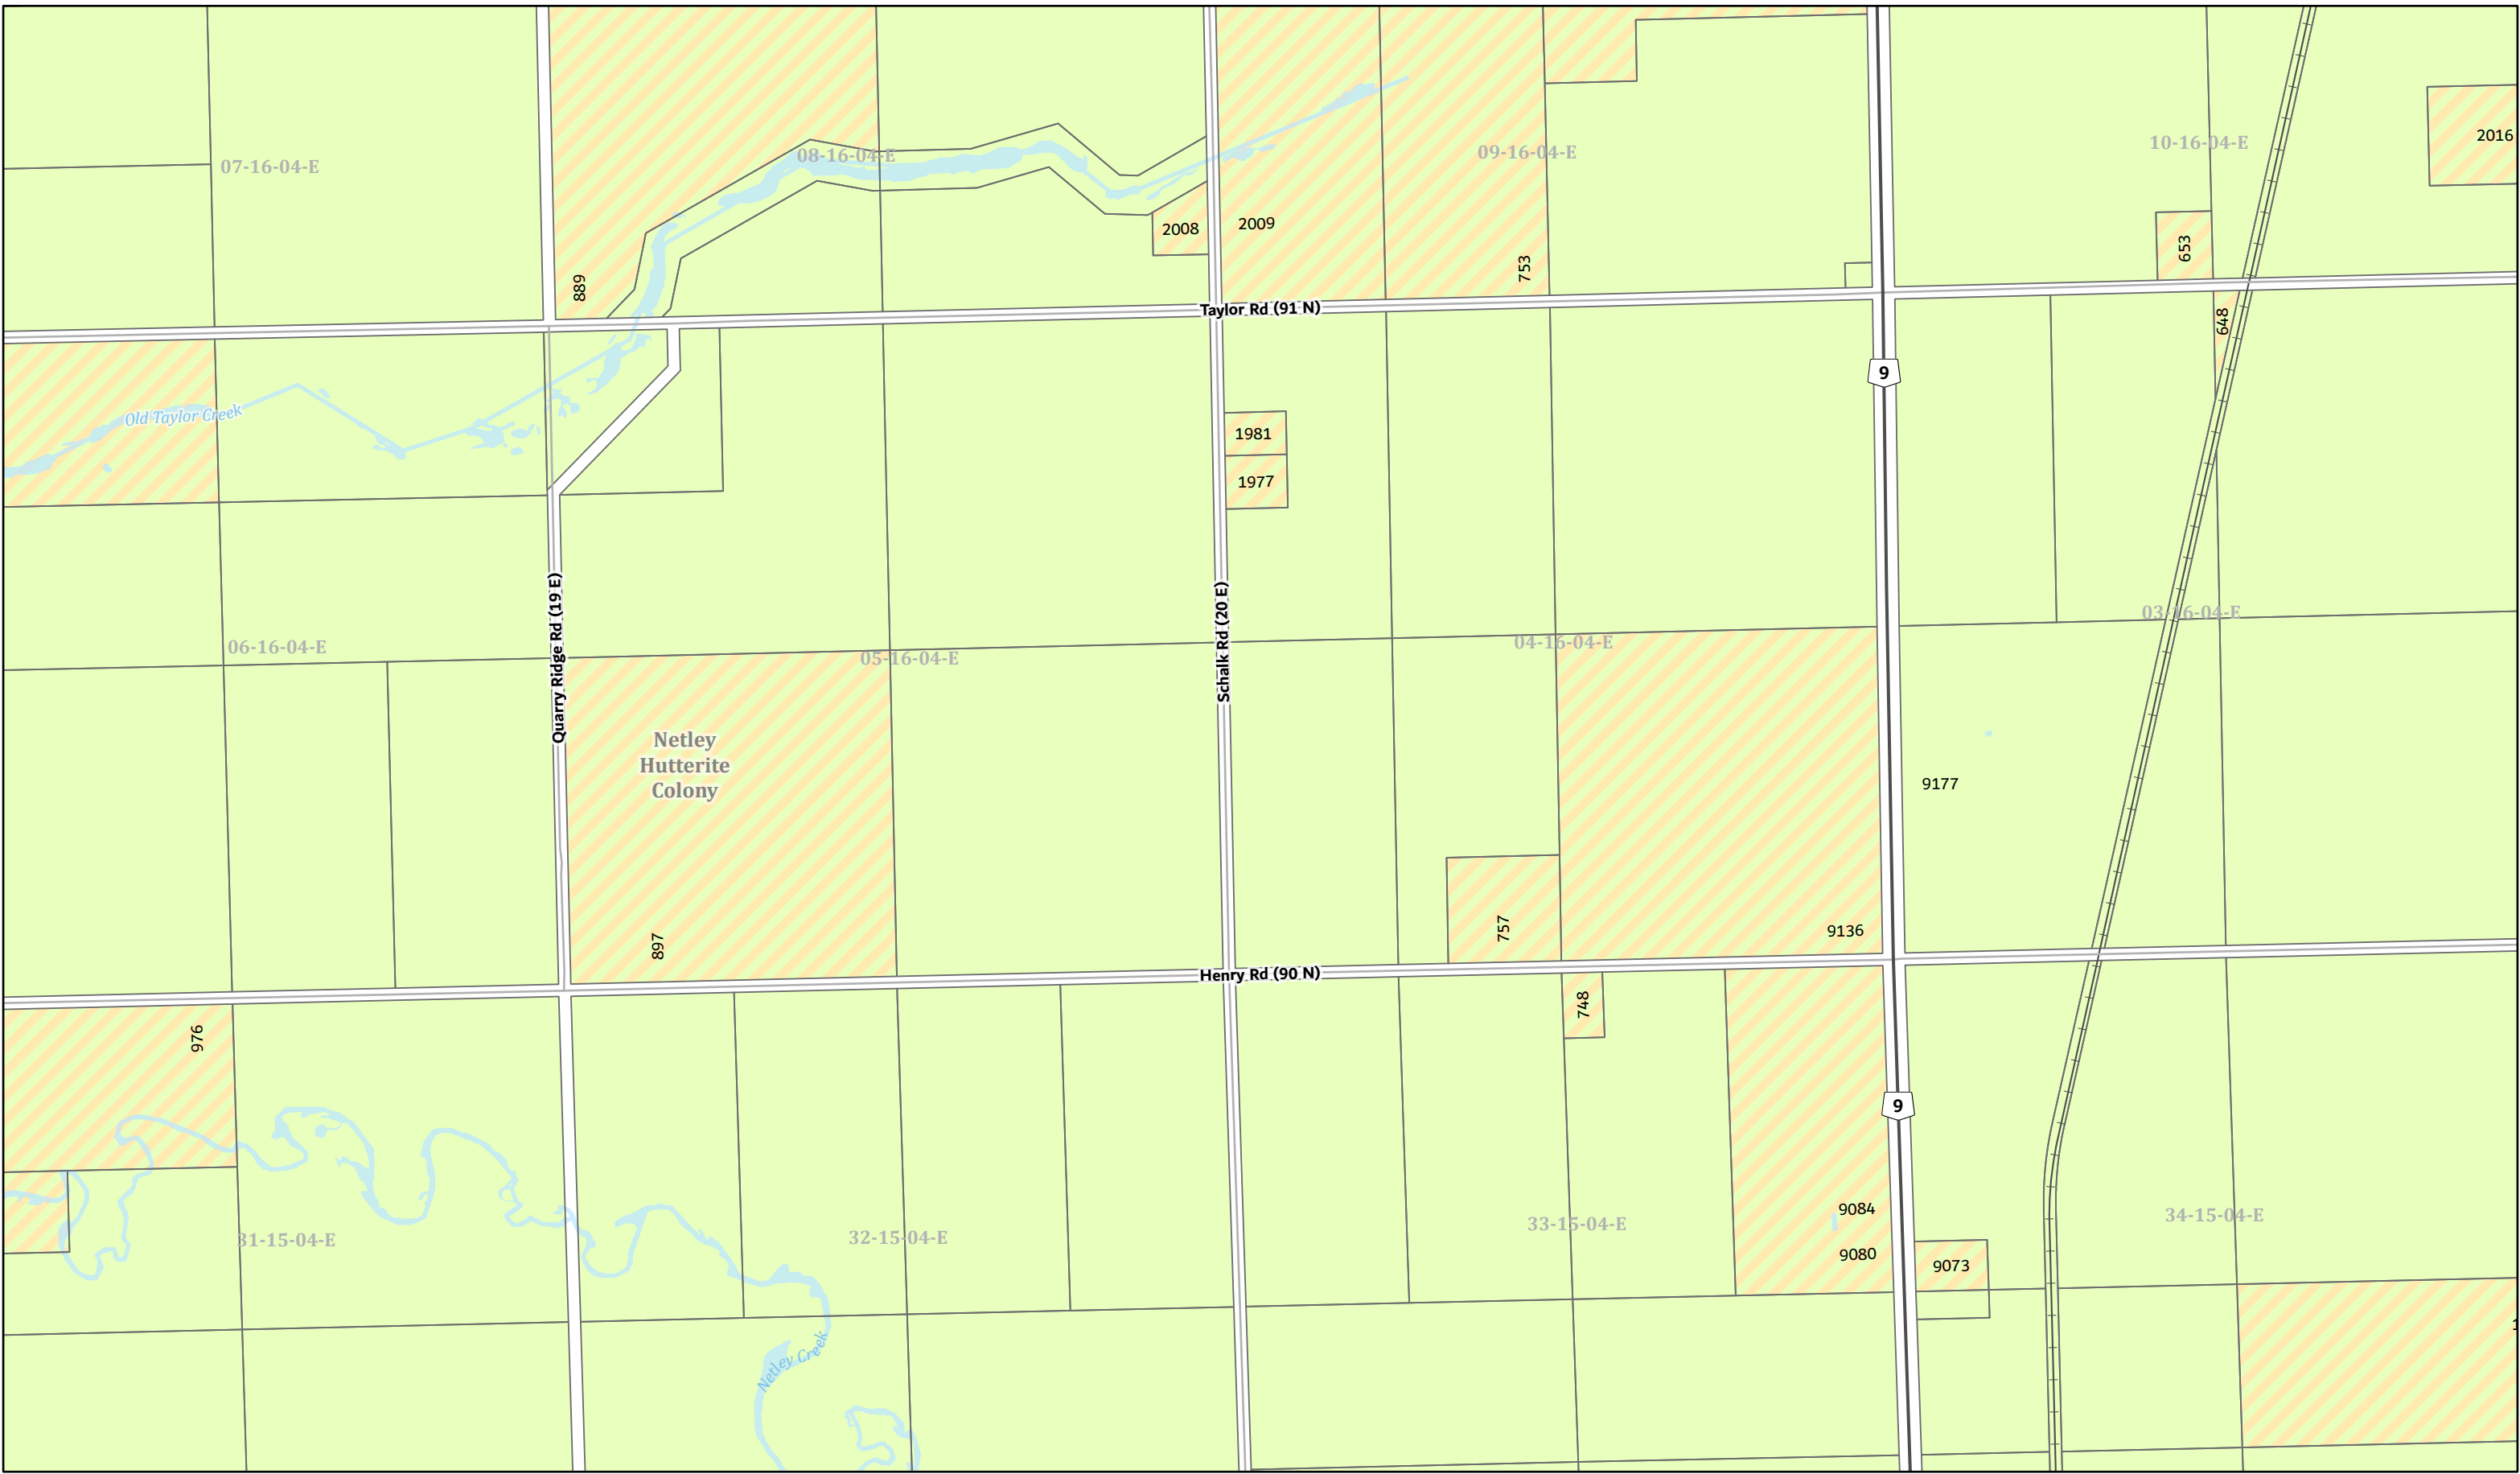 2016
10-16-04-E
09-16-04-E
08-16-04-E
07-16-04-E
2008
2009
653
753
889
Taylor Rd (91 N)
648
9
Old Taylor Creek
1981
1977
Quarry Ridge Rd (19 E)
Schalk Rd (20 E)
03-16-04-E
04-16-04-E
05-16-04-E
06-16-04-E
Netley
Hutterite
Colony
9177
757
9136
897
Henry Rd (90 N)
748
976
9
9084
34-15-04-E
33-15-04-E
32-15-04-E
31-15-04-E
9080
9073
Netley Creek